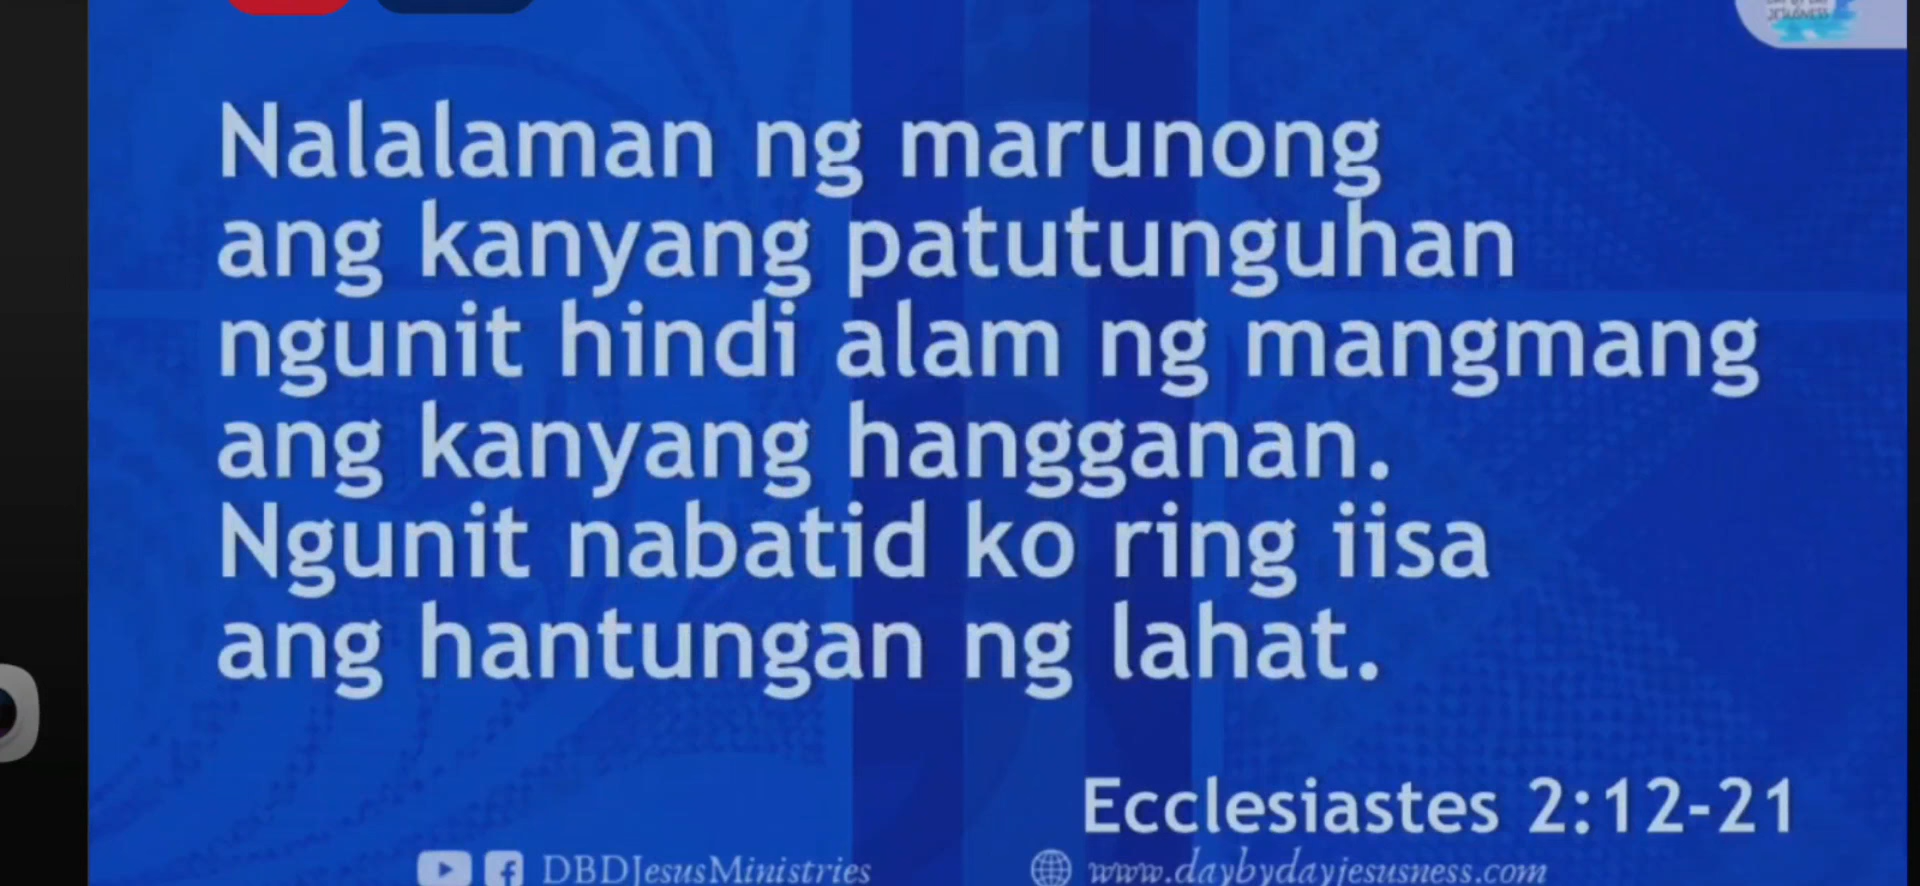 Nalalaman ng marunong
ang kanyang patutunguhan
ngunit hindi alam ng mangmang
ang kanyang hangganan.
Ngunit nabatid ko ring iisa
ang hantungan ng lahat.
Ecclesiastes 2:12-21
DBDJesusMinistries
www.daybydayjesusness.com